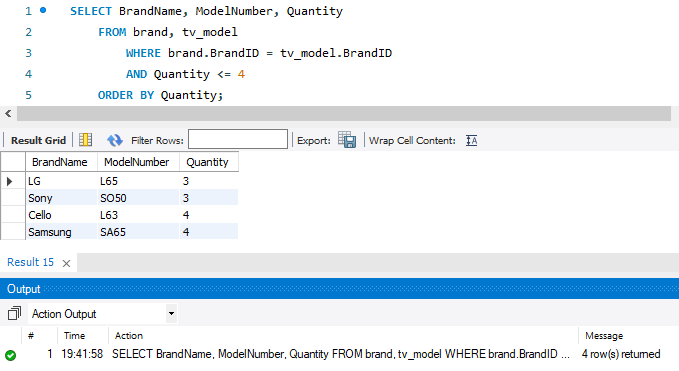 1 SELECT BrandName, ModelNumber, Quantity
2 FROM brand, tv_model
3 WHERE brand.BrandID = tv_model.BrandID
4 AND Quantity <= 4
5 ORDER BY Quantity;
Result Grid Filter Rows: Export: Wrap Cell Content: IA
BrandName ModelNumber Quantity
LG L65 3
Sony SO50 3
Cello L63 4
Samsung SA65 4
Result 15 ×
Output
Action Output
# Time Action Message
1 19:41:58 SELECT BrandName, ModelNumber, Quantity FROM brand, tv_model WHERE brand.BrandID ... 4 row(s) returned